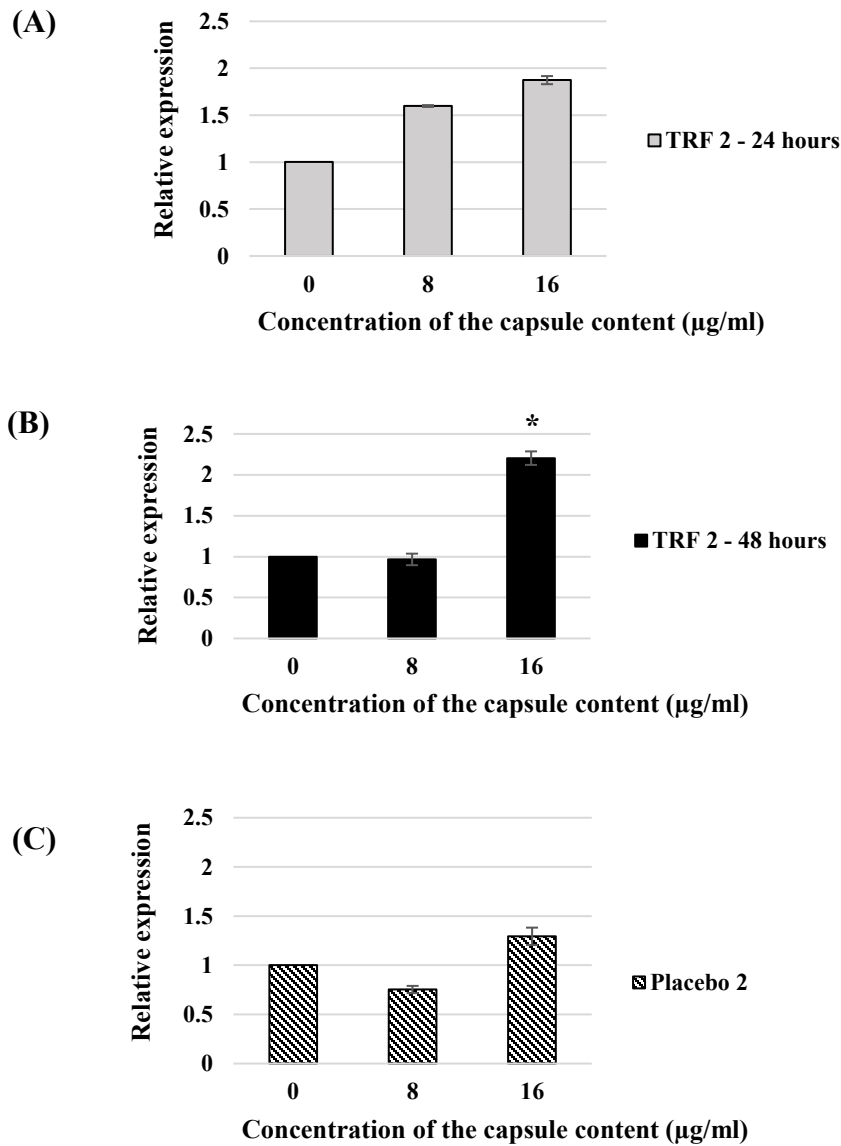 (A)
2.5
2
1.5
1
0.5
0
Relative expression
0 8 16
Concentration of the capsule content (µg/ml)
TRF 2 - 24 hours
(B)
*
2.5
2
1.5
1
0.5
0
Relative expression
0 8 16
Concentration of the capsule content (µg/ml)
TRF 2 - 48 hours
(C)
2.5
2
1.5
1
0.5
0
Relative expression
0 8 16
Concentration of the capsule content (µg/ml)
Placebo 2